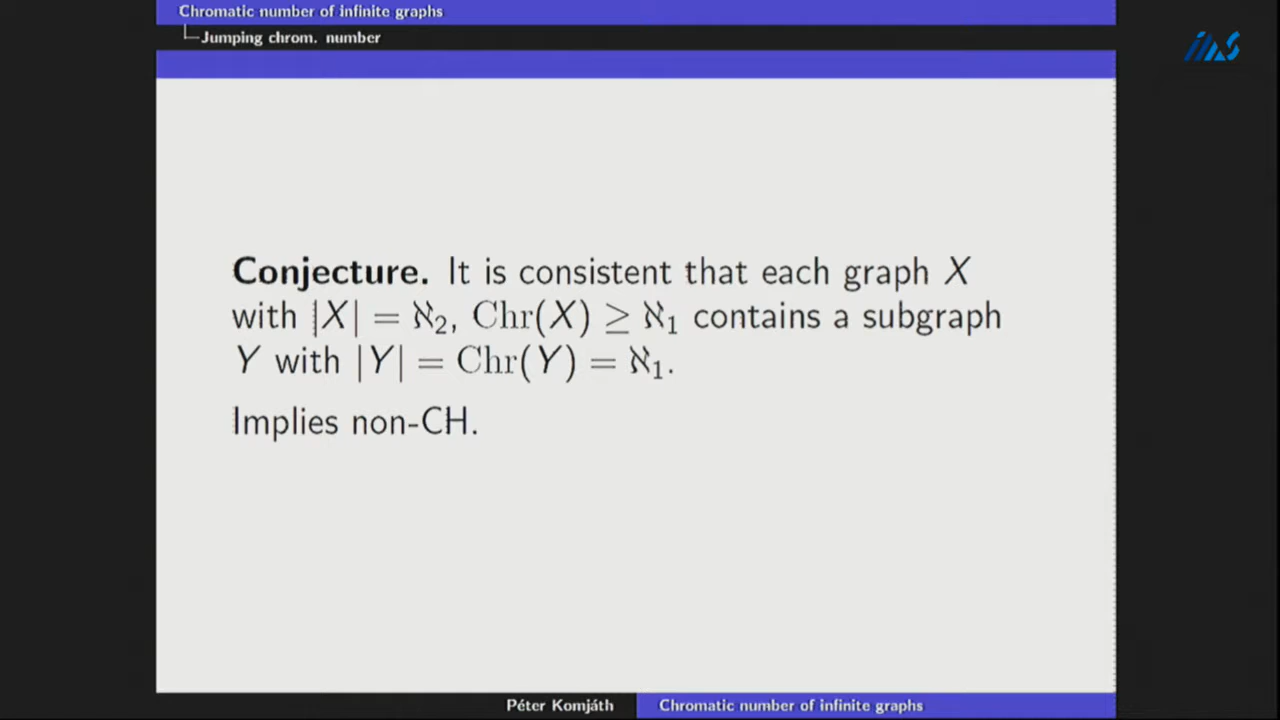 Chromatic number of infinite graphs
Jumping chrom. number
Conjecture. It is consistent that each graph X
with |X| = ℵ₂, Chr(X) ≥ ℵ₁ contains a subgraph
Y with |Y| = Chr(Y) = ℵ₁.
Implies non-CH.
Péter Komjáth
Chromatic number of infinite graphs